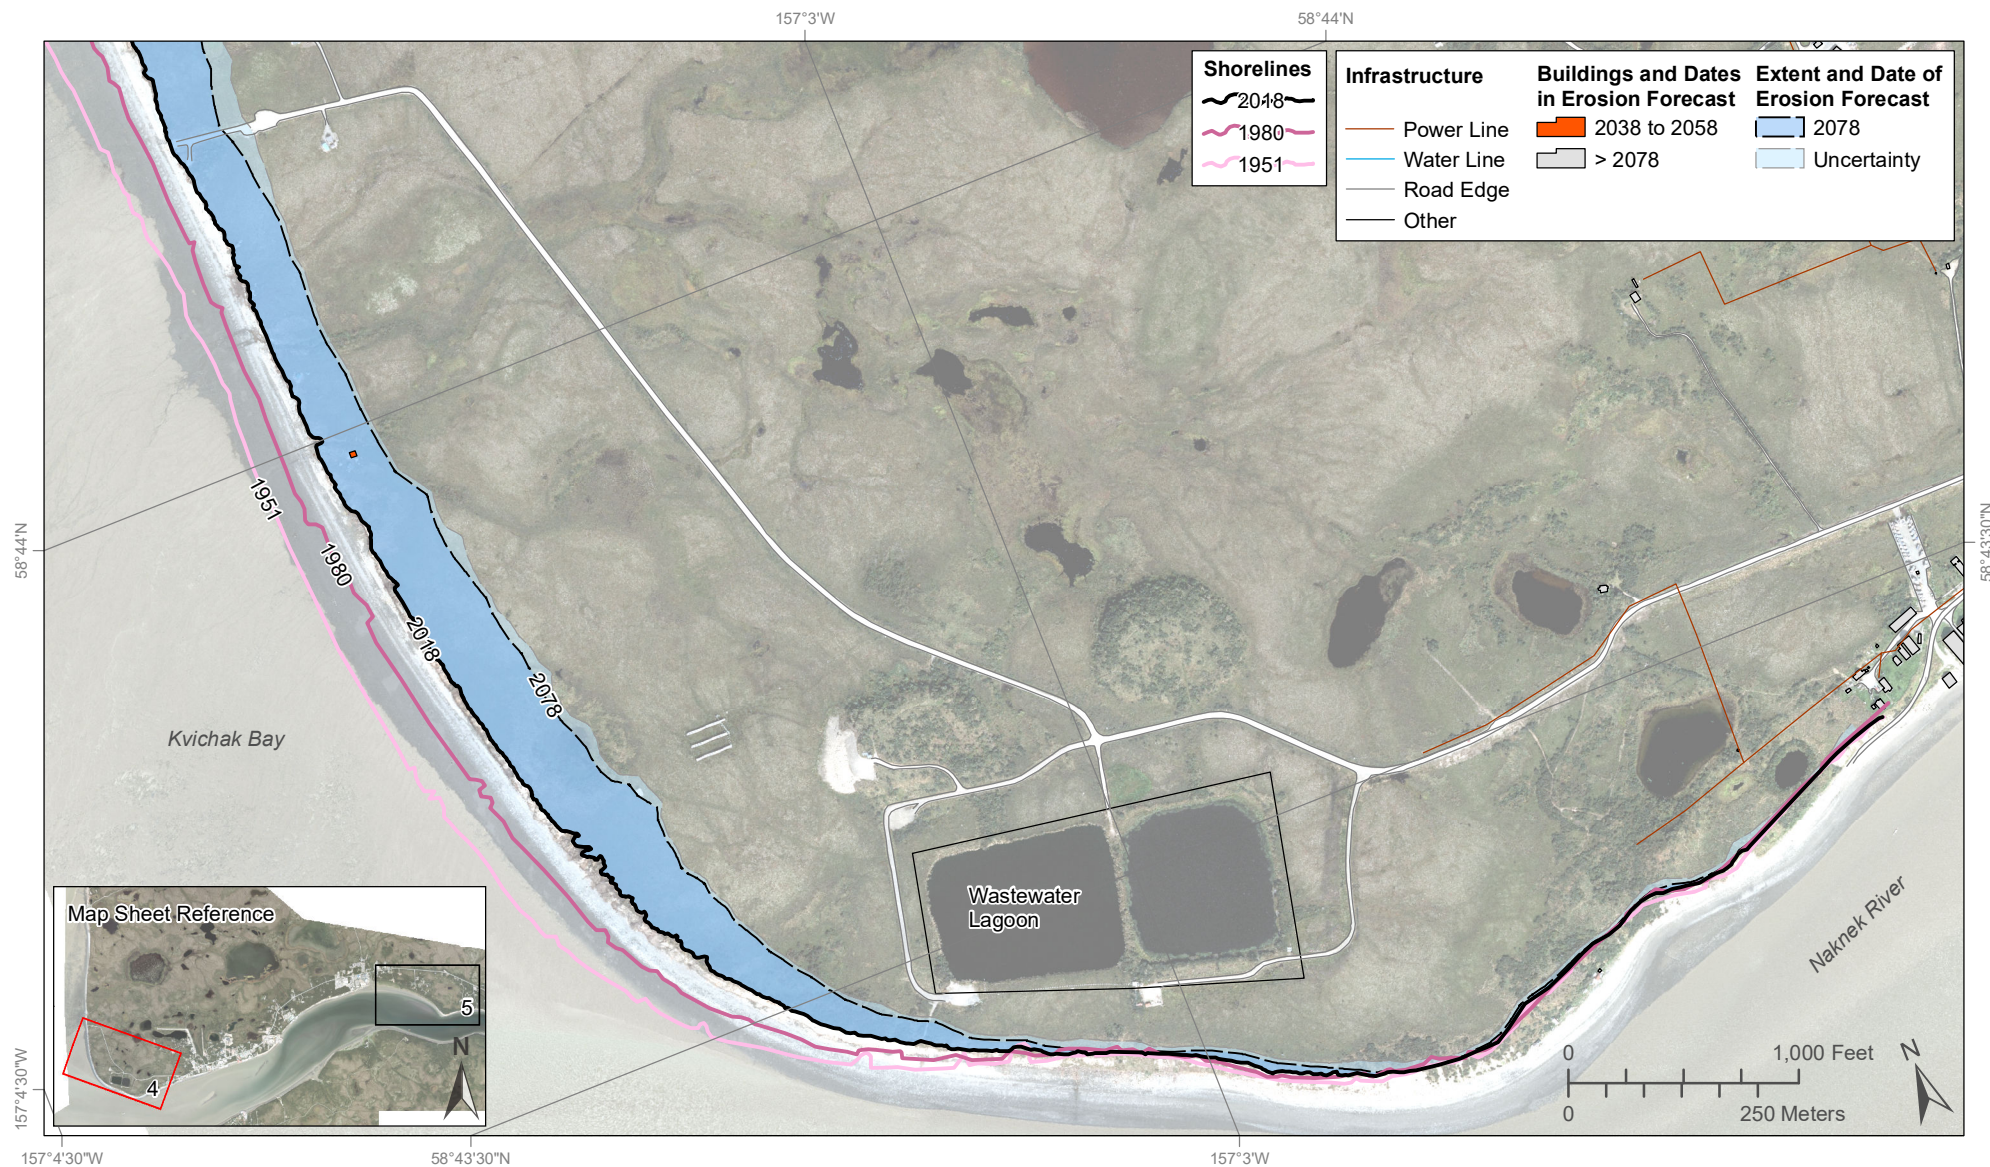 157°3'W
58°44'N
Shorelines
2018
1980
1951
Infrastructure
Power Line
Water Line
Road Edge
Other
Buildings and Dates
in Erosion Forecast
2038 to 2058
> 2078
Extent and Date of
Erosion Forecast
2078
Uncertainty
1951
1980
2018
2078
58°44'N
58°43'30"N
Kvichak Bay
Wastewater
Lagoon
Naknek River
Map Sheet Reference
5
4
N
0
1,000 Feet
0
250 Meters
N
157°4'30"W
157°4'30"W
58°43'30"N
157°3'W